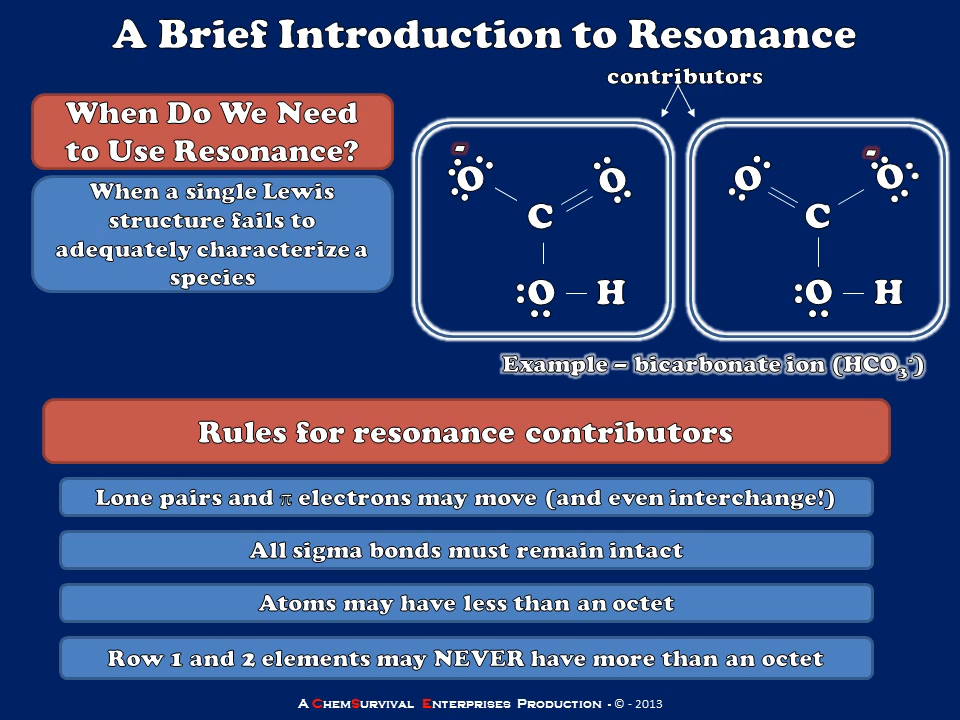 A Brief Introduction to Resonance
contributors
When Do We Need
to Use Resonance?
When a single Lewis
structure fails to
adequately characterize a
species
- -
O O O O
C C
:O — H :O — H
Example – bicarbonate ion (HCO₃⁻)
Rules for resonance contributors
Lone pairs and π electrons may move (and even interchange!)
All sigma bonds must remain intact
Atoms may have less than an octet
Row 1 and 2 elements may NEVER have more than an octet
A ChemSurvival Enterprises Production - © - 2013